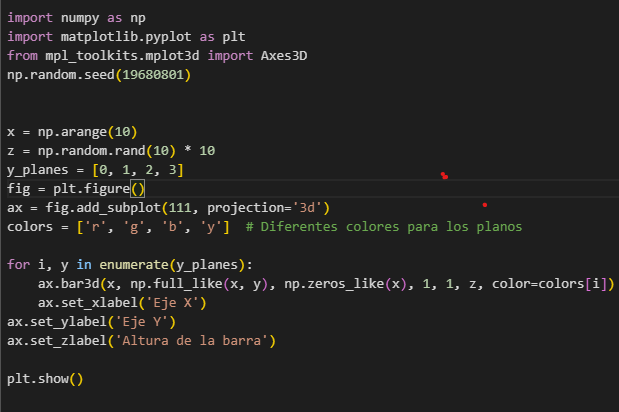 import numpy as np
import matplotlib.pyplot as plt
from mpl_toolkits.mplot3d import Axes3D
np.random.seed(19680801)
x = np.arange(10)
z = np.random.rand(10) * 10
y_planes = [0, 1, 2, 3]
fig = plt.figure()
ax = fig.add_subplot(111, projection='3d')
colors = ['r', 'g', 'b', 'y']  # Diferentes colores para los planos
for i, y in enumerate(y_planes):
    ax.bar3d(x, np.full_like(x, y), np.zeros_like(x), 1, 1, z, color=colors[i])
    ax.set_xlabel('Eje X')
ax.set_ylabel('Eje Y')
ax.set_zlabel('Altura de la barra')
plt.show()